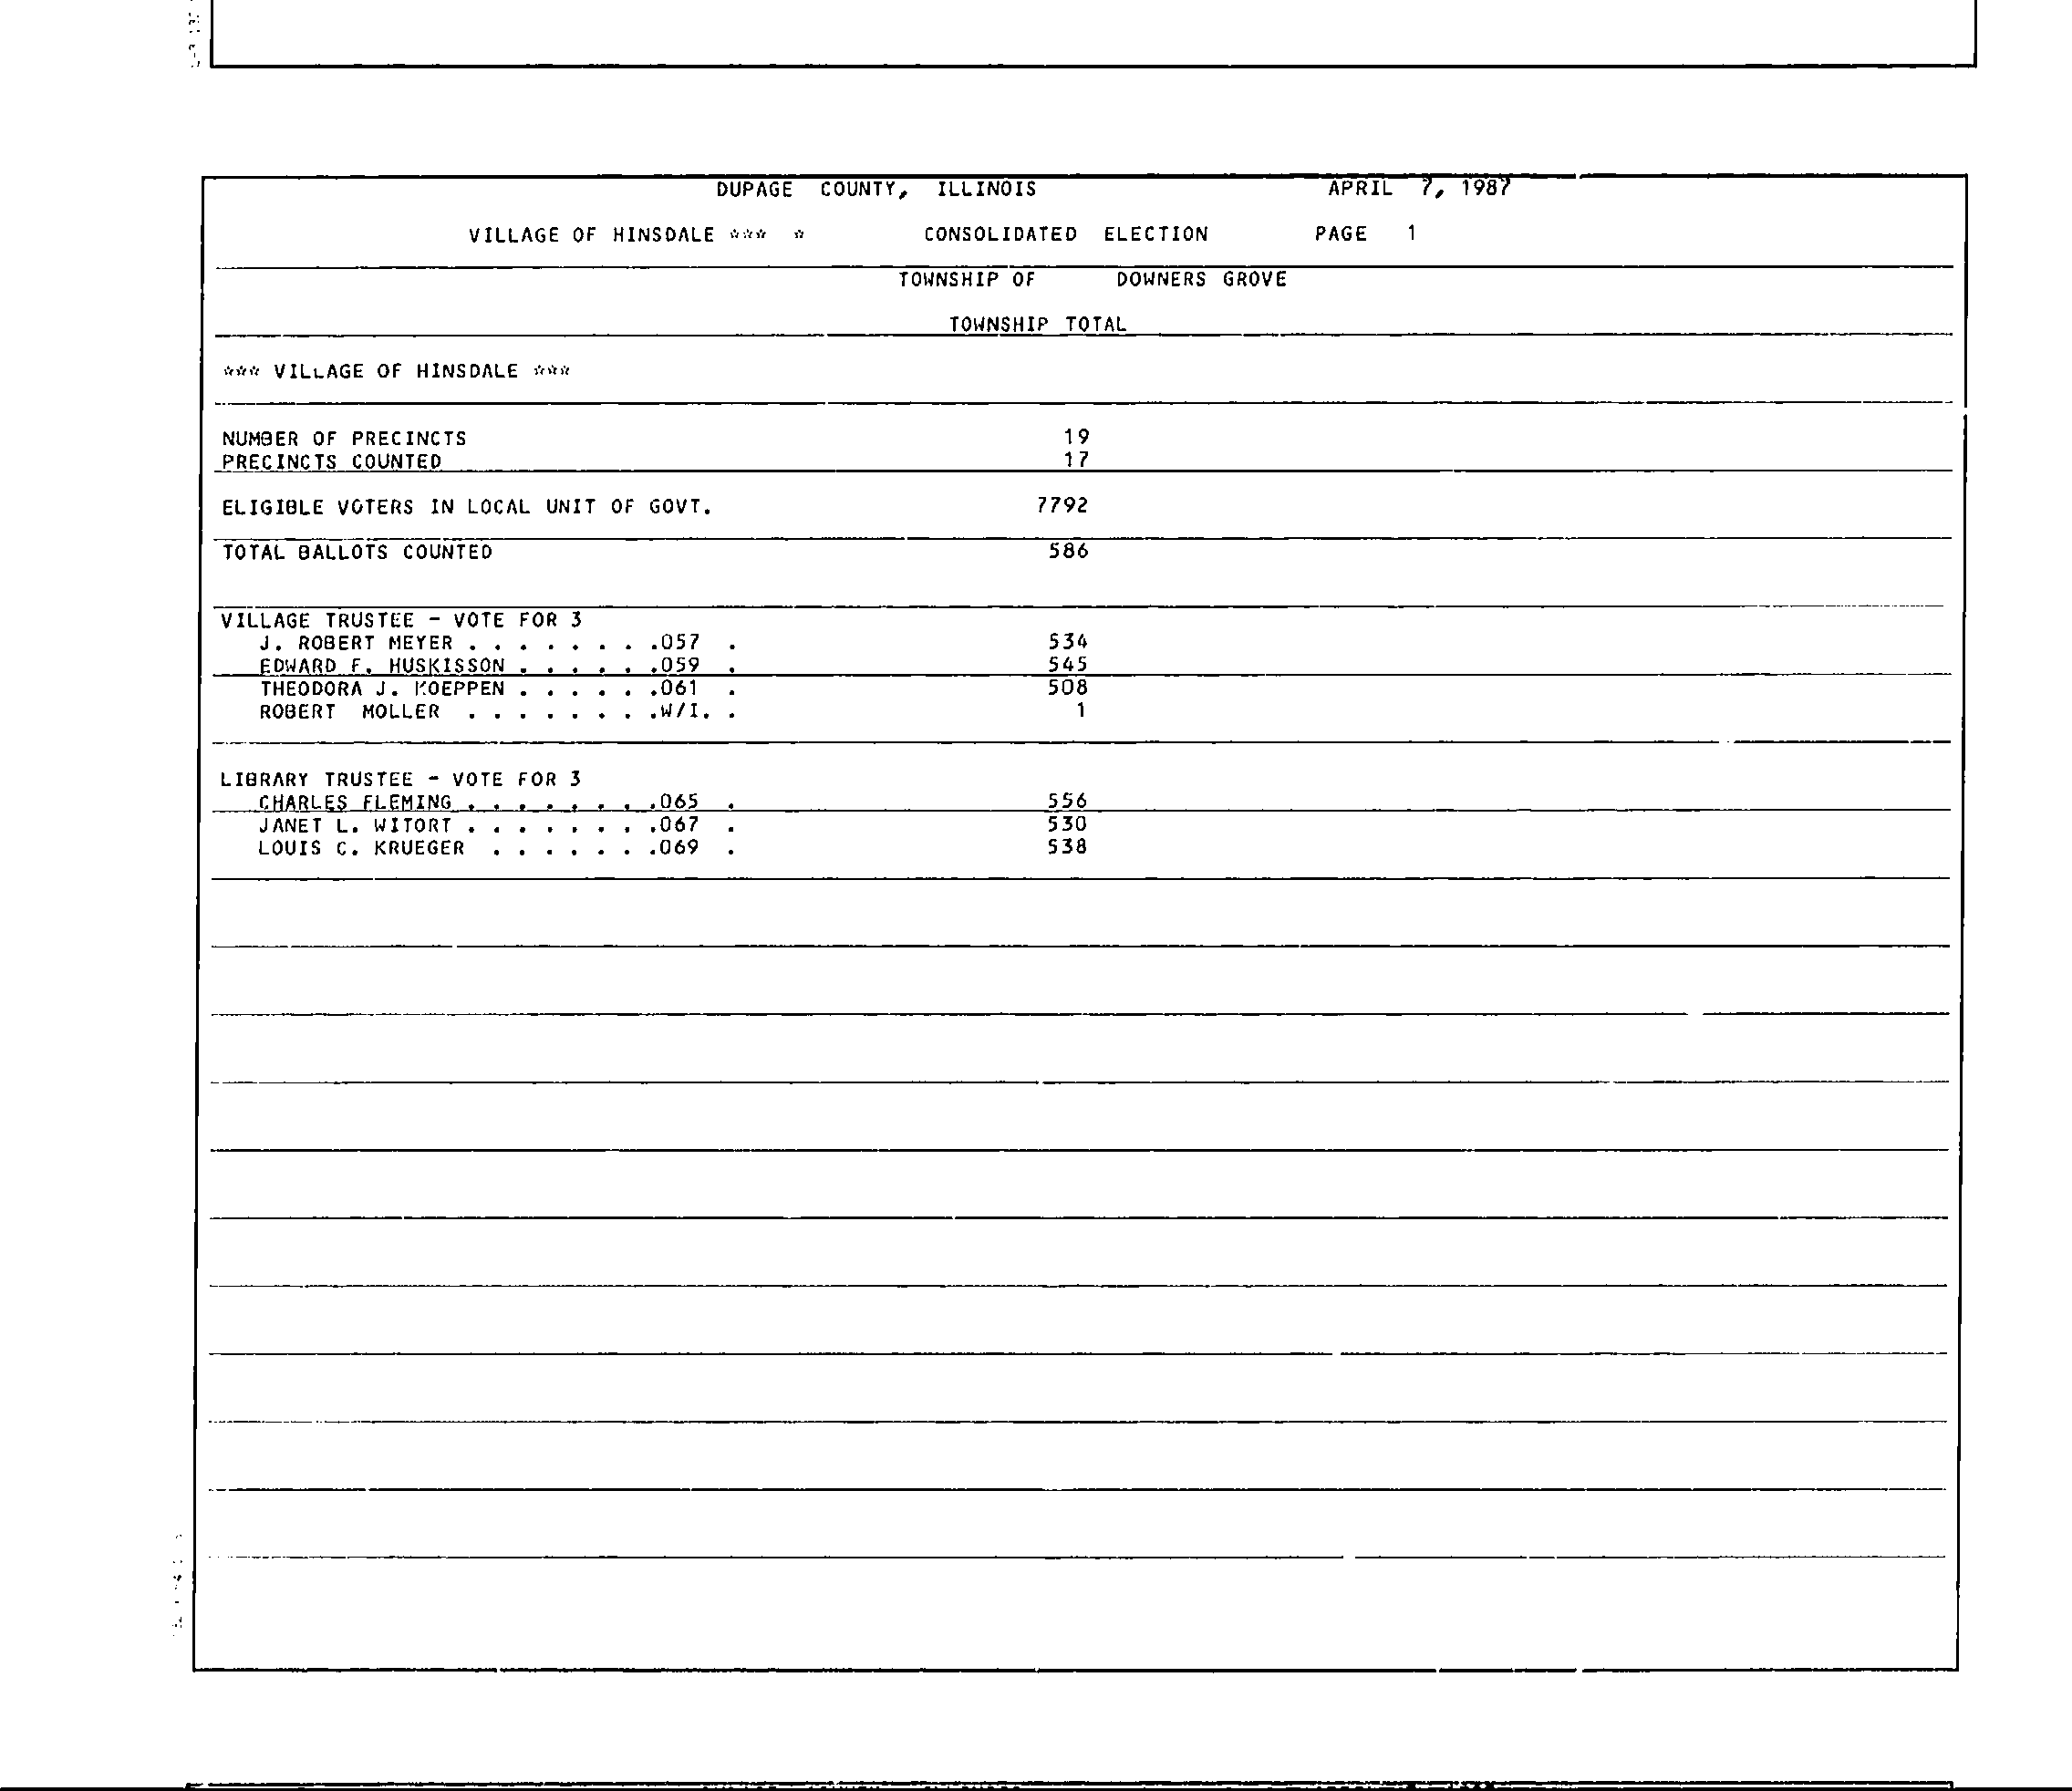 DUPAGE COUNTY, ILLINOIS APRIL 7, 1987
VILLAGE OF HINSDALE *** * CONSOLIDATED ELECTION PAGE 1
TOWNSHIP OF DOWNERS GROVE
TOWNSHIP TOTAL
*** VILLAGE OF HINSDALE ***
NUMBER OF PRECINCTS 19
PRECINCTS COUNTED 17
ELIGIBLE VOTERS IN LOCAL UNIT OF GOVT. 7792
TOTAL BALLOTS COUNTED 586
VILLAGE TRUSTEE - VOTE FOR 3
J. ROBERT MEYER . . . . . . . .057 . 534
EDWARD F. HUSKISSON . . . . . .059 . 545
THEODORA J. KOEPPEN . . . . . .061 . 508
ROBERT MOLLER . . . . . . . .W/I. . 1
LIBRARY TRUSTEE - VOTE FOR 3
CHARLES FLEMING . . . . . . . .065 . 556
JANET L. WITORT . . . . . . . .067 . 530
LOUIS C. KRUEGER . . . . . . .069 . 538